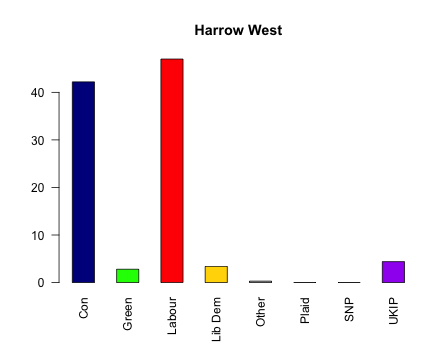 Harrow West
40
30
20
10
0
Con
Green
Labour
Lib Dem
Other
Plaid
SNP
UKIP